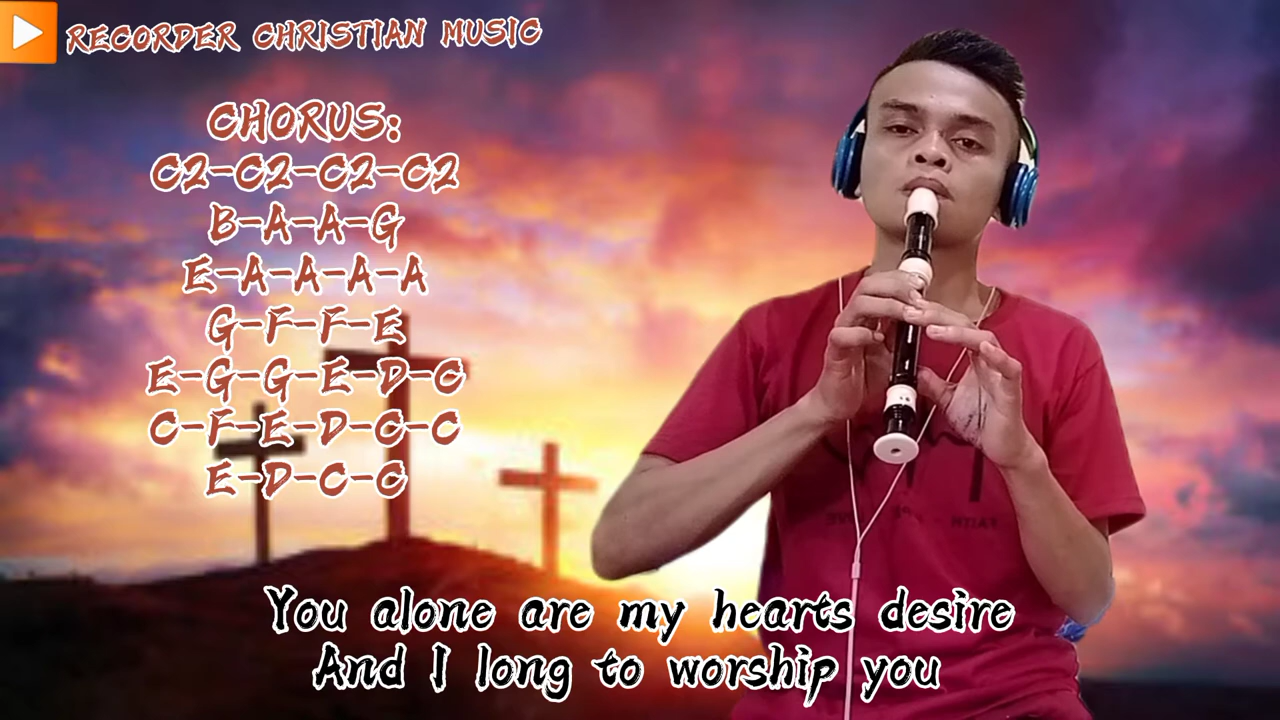 RECORDER CHRISTIAN MUSIC
CHORUS:
C2-C2-C2-C2
B-A-A-G
E-A-A-A-A
G-F-F-E
E-G-G-E-D-C
C-F-E-D-C-C
E-D-C-C
You alone are my hearts desire
And I long to worship you